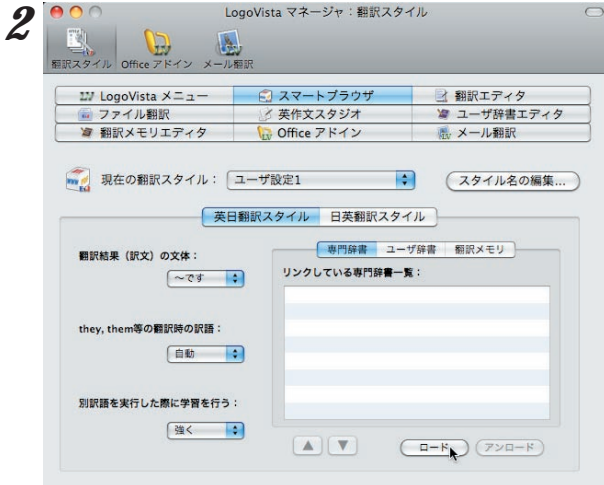 2
LogoVista マネージャ：翻訳スタイル
翻訳スタイル Office アドイン メール翻訳
LogoVista メニュー スマートブラウザ 翻訳エディタ
ファイル翻訳 英作文スタジオ ユーザ辞書エディタ
翻訳メモリエディタ Office アドイン メール翻訳
現在の翻訳スタイル： ユーザ設定1 スタイル名の編集...
英日翻訳スタイル 日英翻訳スタイル
専門辞書 ユーザ辞書 翻訳メモリ
翻訳結果（訳文）の文体：
リンクしている専門辞書一覧：
〜です
they, them等の翻訳時の訳語：
自動
別訳語を実行した際に学習を行う：
強く
ロード アンロード